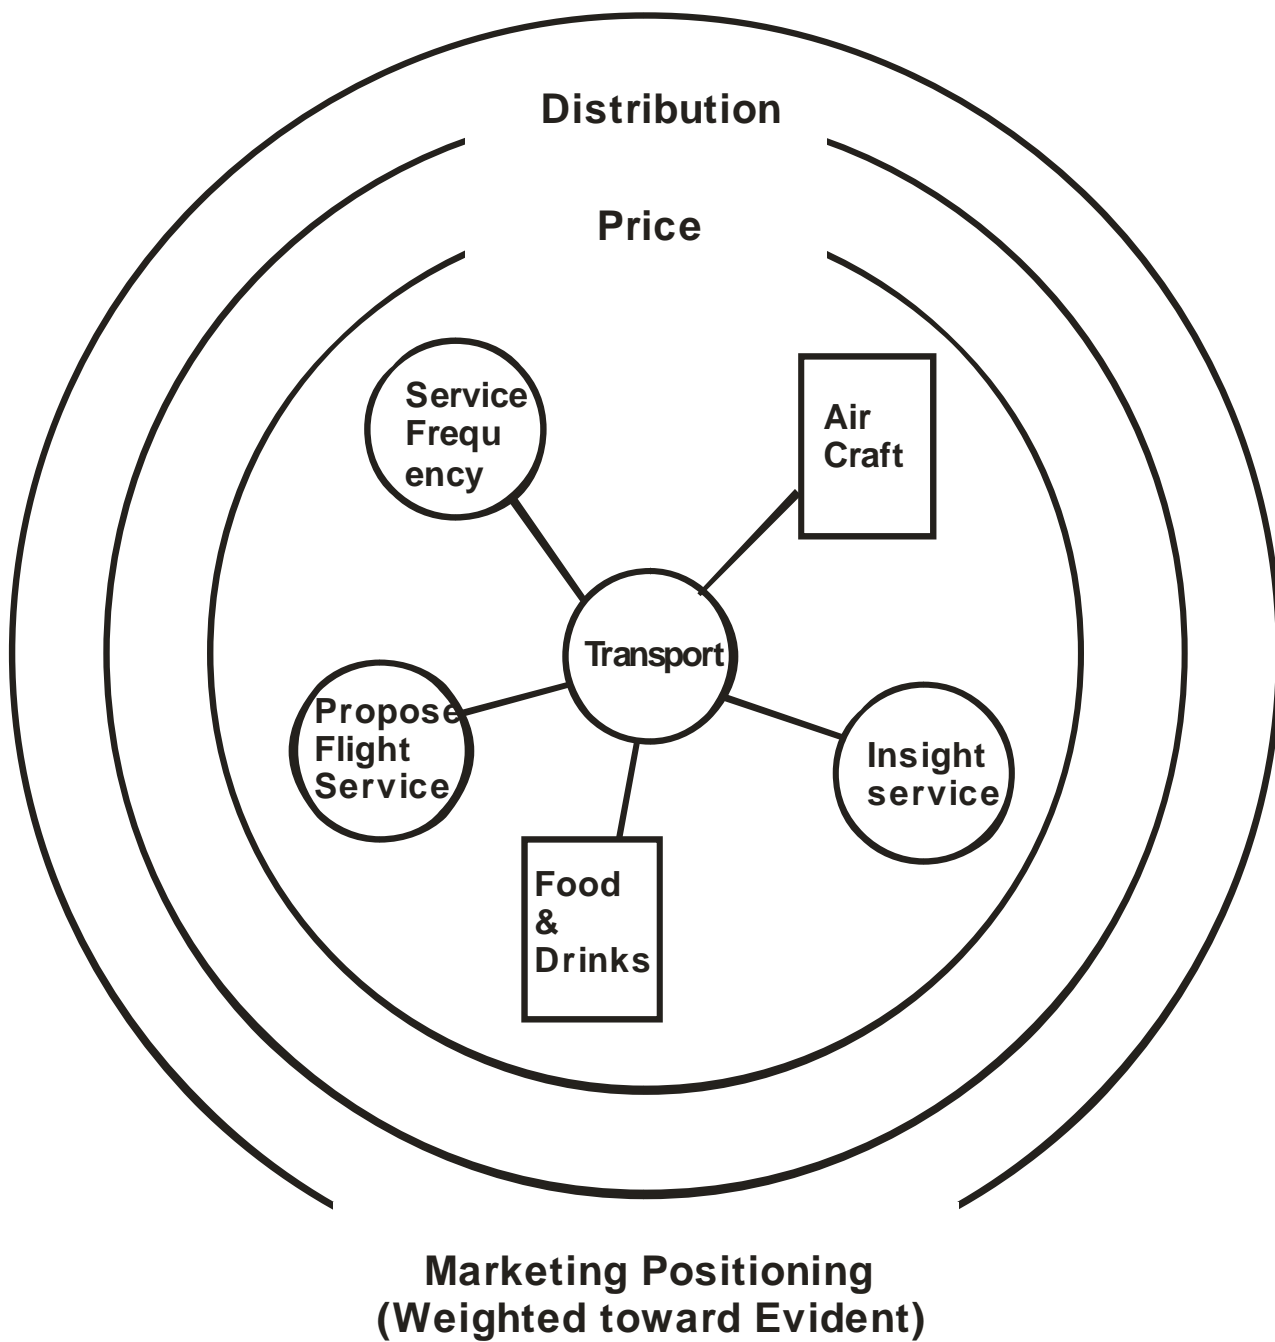 Distribution
Price
Service
Frequ
ency
Air
Craft
Transport
Propose
Flight
Service
Insight
service
Food
&
Drinks
Marketing Positioning
(Weighted toward Evident)